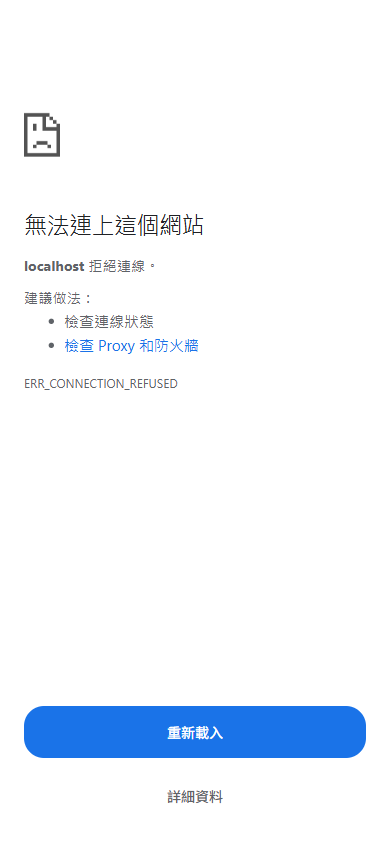 無法連上這個網站
localhost 拒絕連線。
建議做法：
檢查連線狀態
檢查 Proxy 和防火牆
ERR_CONNECTION_REFUSED
重新載入
詳細資料